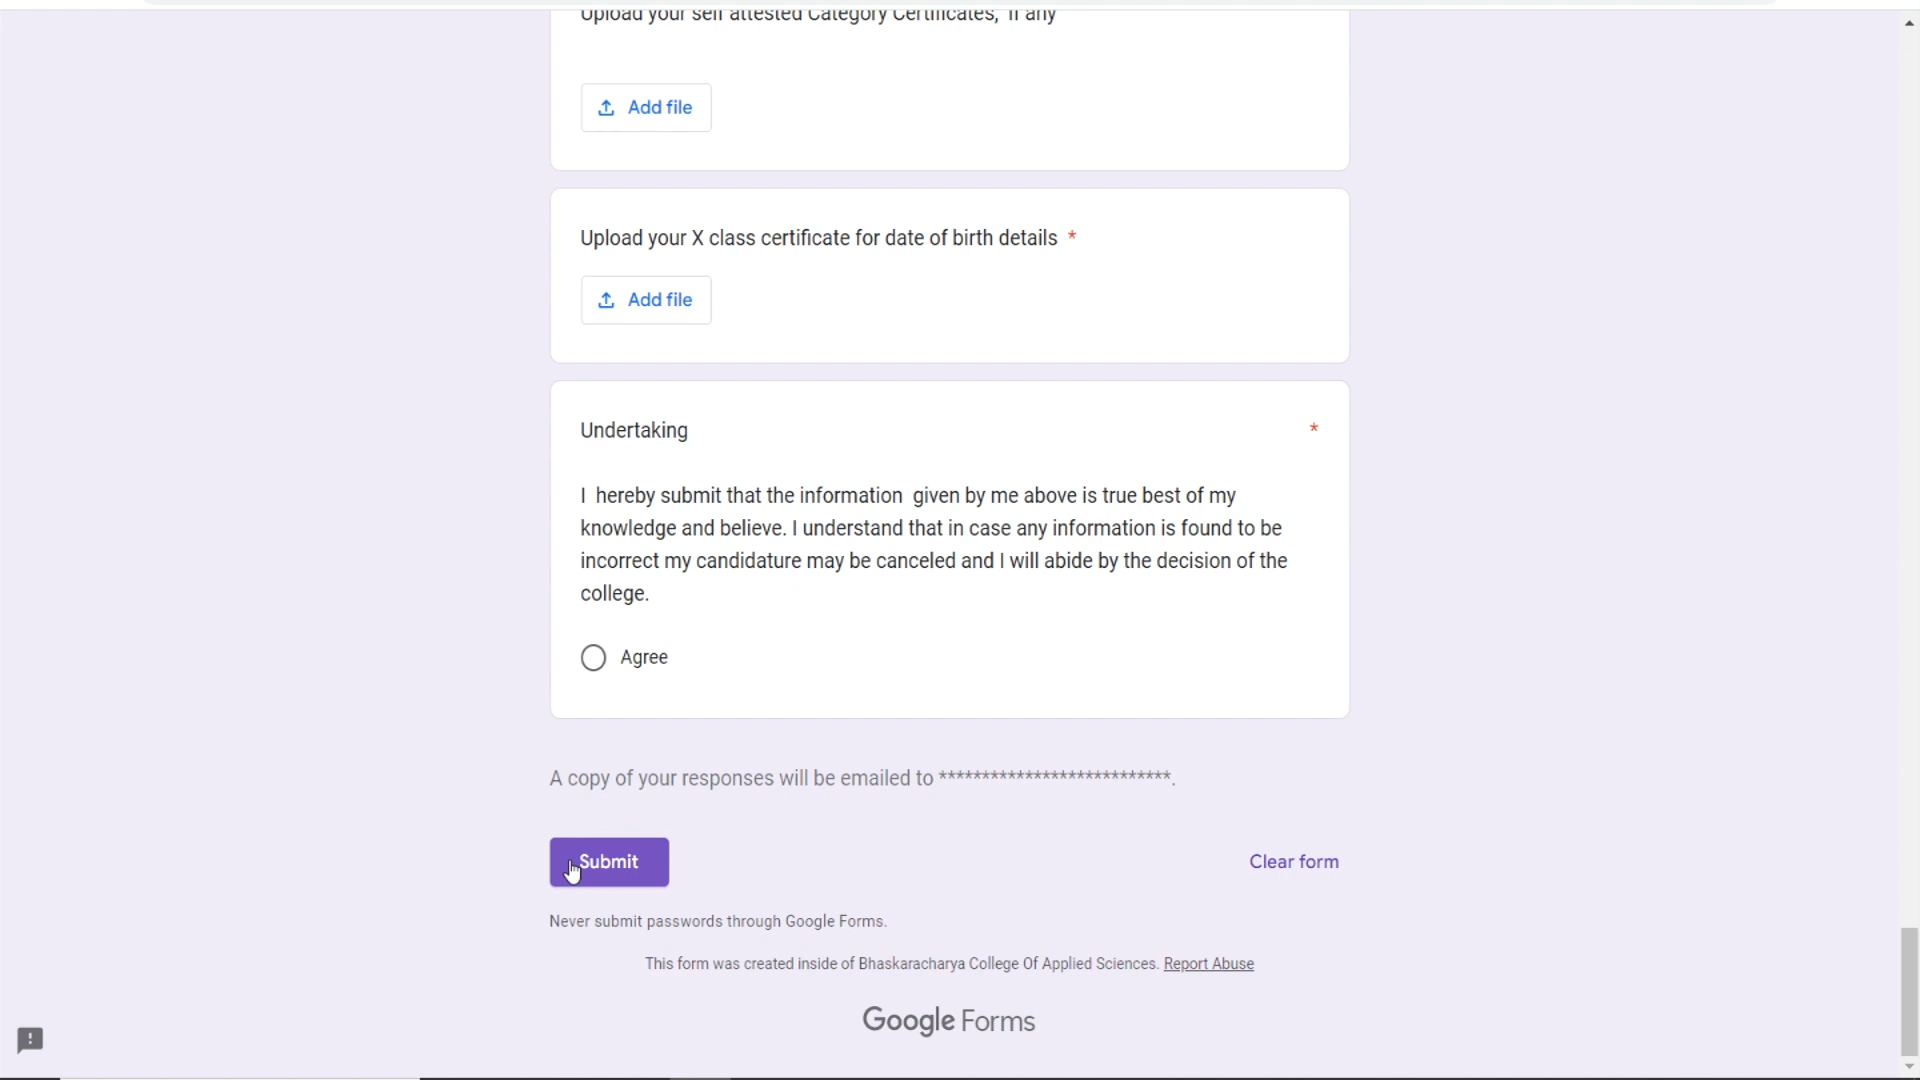 Upload your self attested Category Certificates, if any
Add file
Upload your X class certificate for date of birth details *
Add file
Undertaking *
I hereby submit that the information given by me above is true best of my
knowledge and believe. I understand that in case any information is found to be
incorrect my candidature may be canceled and I will abide by the decision of the
college.
Agree
A copy of your responses will be emailed to ***************************.
Submit
Clear form
Never submit passwords through Google Forms.
This form was created inside of Bhaskaracharya College Of Applied Sciences. Report Abuse
Google Forms